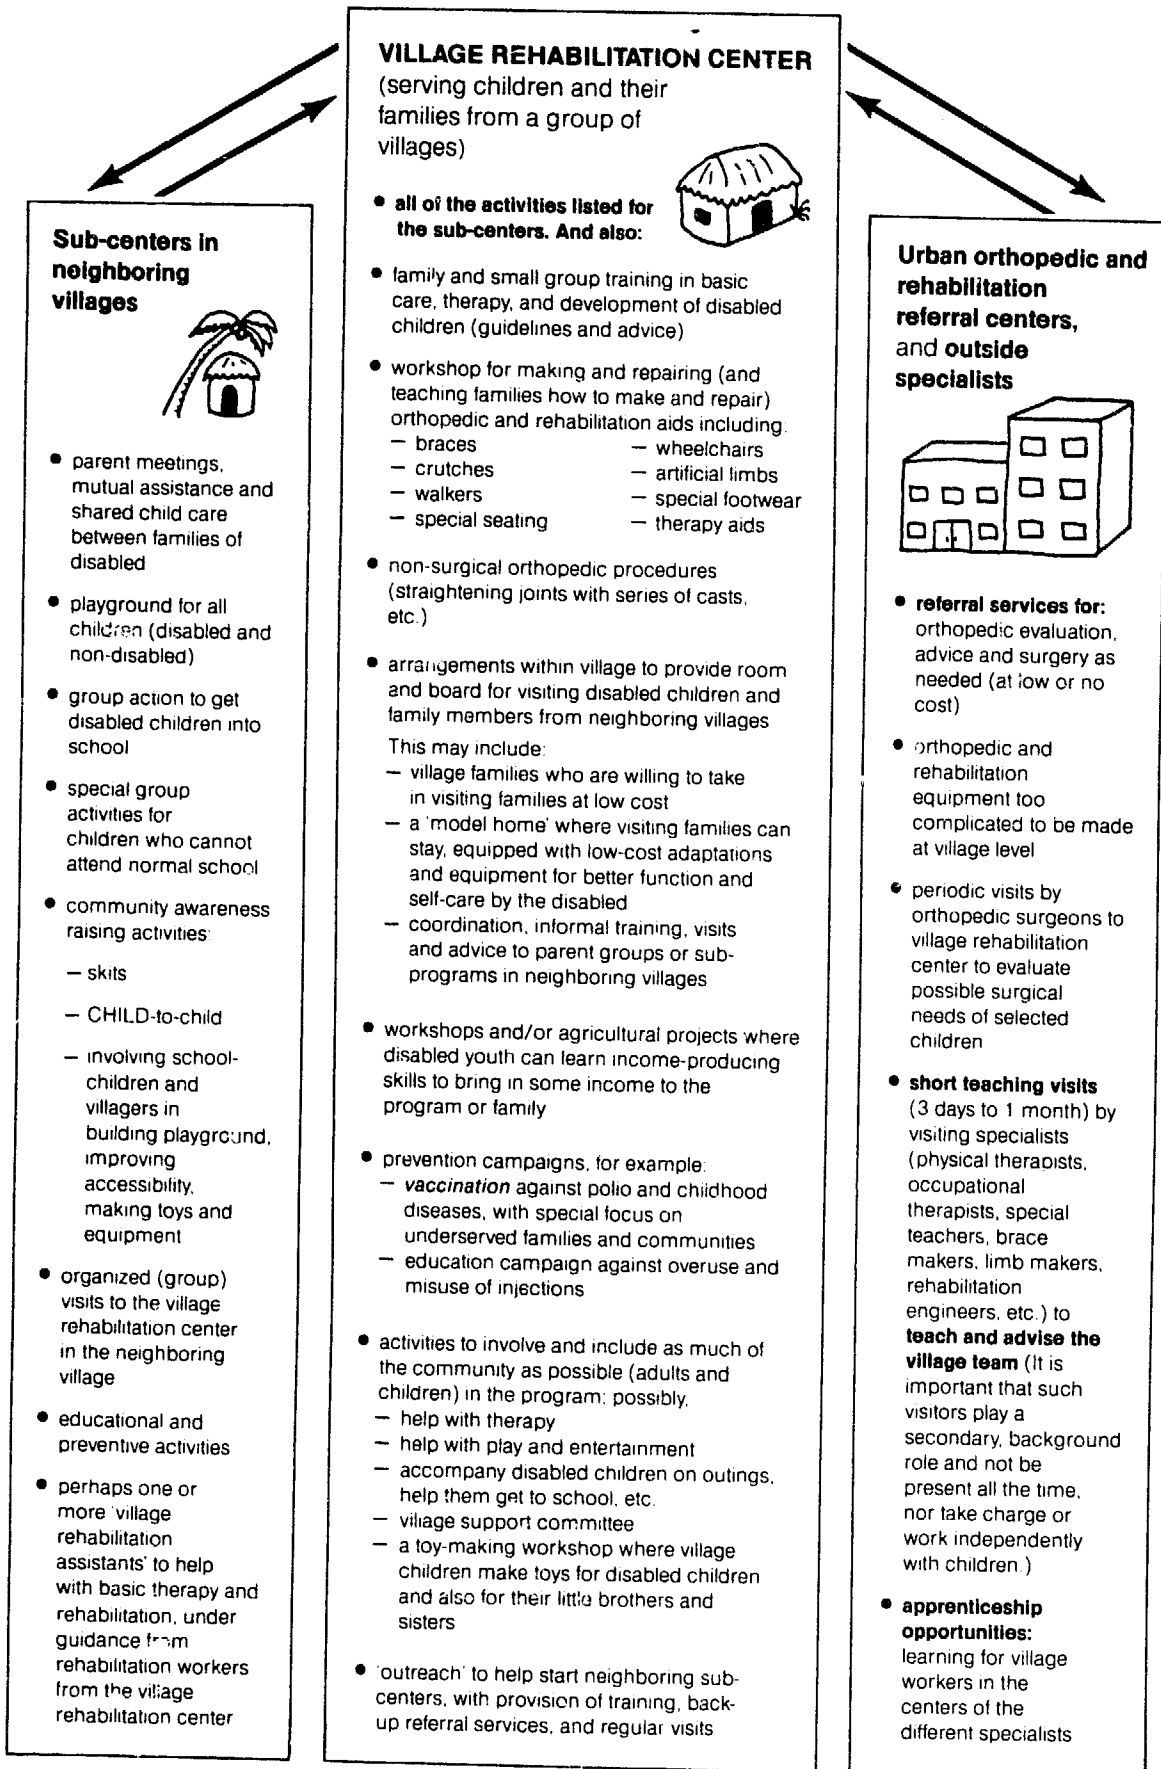 VILLAGE REHABILITATION CENTER
(serving children and their
families from a group of
villages)
• all of the activities listed for
the sub-centers. And also:
• family and small group training in basic
care, therapy, and development of disabled
children (guidelines and advice)
• workshop for making and repairing (and
teaching families how to make and repair)
orthopedic and rehabilitation aids including:
— braces
— crutches
— walkers
— special seating
— wheelchairs
— artificial limbs
— special footwear
— therapy aids
• non-surgical orthopedic procedures
(straightening joints with series of casts,
etc.)
• arrangements within village to provide room
and board for visiting disabled children and
family members from neighboring villages
This may include:
— village families who are willing to take
in visiting families at low cost
— a 'model home' where visiting families can
stay, equipped with low-cost adaptations
and equipment for better function and
self-care by the disabled
— coordination, informal training, visits
and advice to parent groups or sub-
programs in neighboring villages
• workshops and/or agricultural projects where
disabled youth can learn income-producing
skills to bring in some income to the
program or family
• prevention campaigns, for example:
— vaccination against polio and childhood
diseases, with special focus on
underserved families and communities
— education campaign against overuse and
misuse of injections
• activities to involve and include as much of
the community as possible (adults and
children) in the program; possibly,
— help with therapy
— help with play and entertainment
— accompany disabled children on outings,
help them get to school, etc.
— village support committee
— a toy-making workshop where village
children make toys for disabled children
and also for their little brothers and
sisters
• 'outreach' to help start neighboring sub-
centers, with provision of training, back-
up referral services, and regular visits
Sub-centers in
neighboring
villages
• parent meetings,
mutual assistance and
shared child care
between families of
disabled
• playground for all
children (disabled and
non-disabled)
• group action to get
disabled children into
school
• special group
activities for
children who cannot
attend normal school
• community awareness
raising activities:
— skits
— CHILD-to-child
— involving school-
children and
villagers in
building playground,
improving
accessibility,
making toys and
equipment
• organized (group)
visits to the village
rehabilitation center
in the neighboring
village
• educational and
preventive activities
• perhaps one or
more 'village
rehabilitation
assistants' to help
with basic therapy and
rehabilitation, under
guidance from
rehabilitation workers
from the village
rehabilitation center
Urban orthopedic and
rehabilitation
referral centers,
and outside
specialists
• referral services for:
orthopedic evaluation,
advice and surgery as
needed (at low or no
cost)
• orthopedic and
rehabilitation
equipment too
complicated to be made
at village level
• periodic visits by
orthopedic surgeons to
village rehabilitation
center to evaluate
possible surgical
needs of selected
children
• short teaching visits
(3 days to 1 month) by
visiting specialists
(physical therapists,
occupational
therapists, special
teachers, brace
makers, limb makers,
rehabilitation
engineers, etc.) to
teach and advise the
village team (It is
important that such
visitors play a
secondary, background
role and not be
present all the time,
nor take charge or
work independently
with children.)
• apprenticeship
opportunities:
learning for village
workers in the
centers of the
different specialists